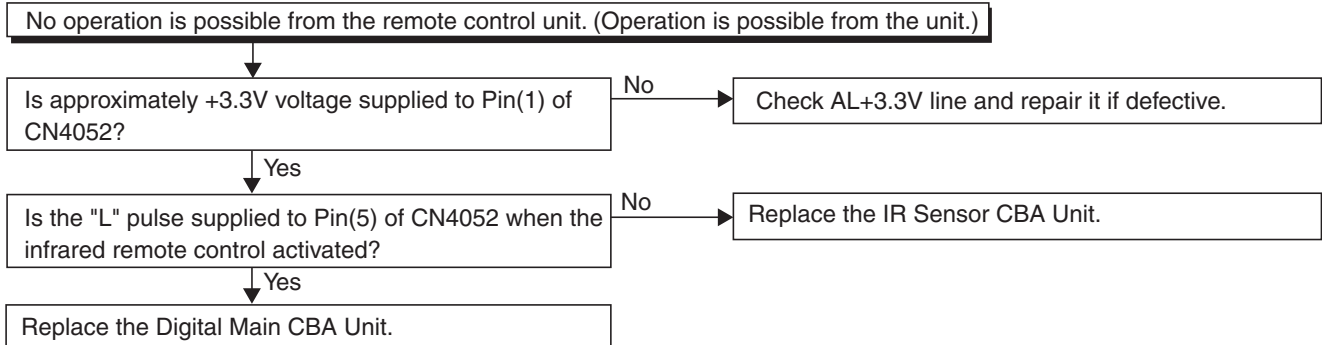 No operation is possible from the remote control unit. (Operation is possible from the unit.)
Is approximately +3.3V voltage supplied to Pin(1) of
CN4052?
No
Check AL+3.3V line and repair it if defective.
Yes
Is the "L" pulse supplied to Pin(5) of CN4052 when the
infrared remote control activated?
No
Replace the IR Sensor CBA Unit.
Yes
Replace the Digital Main CBA Unit.